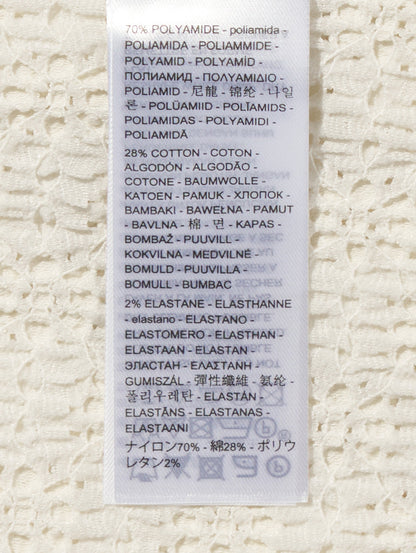 70% POLYAMIDE - poliamida
POLIAMIDA - POLIAMMIDE -
POLYAMID - POLYAMID -
ПОЛИАМИД - ΠΟΛΥΑΜΙΔΙΟ -
POLIAMID - 尼龍 - 锦纶 - 나일
론 - POLÜAMIID - POLÏAMIDS -
POLIAMIDAS - POLYAMIDI -
POLIAMIDĂ
28% COTTON - COTON -
ALGODÓN - ALGODÃO -
COTONE - BAUMWOLLE -
KATOEN - PAMUK - ХЛОПОК -
BAMBAKI - BAWEŁNA - PAMUT
- BAVLNA - 棉 - 면 - KAPAS -
BOMBAŽ - PUUVILL -
KOKVILNA - MEDVILNĖ -
BOMULD - PUUVILLA -
BOMULL - BUMBAC
2% ELASTANE - ELASTHANNE
- elastano - ELASTANO -
ELASTOMERO - ELASTHAN -
ELASTAAN - ELASTAN -
ЭЛАСТАН - ΕΛΑΣΤΑΝΗ -
GUMISZÁL - 彈性纖維 - 氨纶 -
폴리우레탄 - ELASTÁN -
ELASTĀNS - ELASTANAS -
ELASTAANI
ナイロン70% - 綿28% - ポリウ
レタン2%